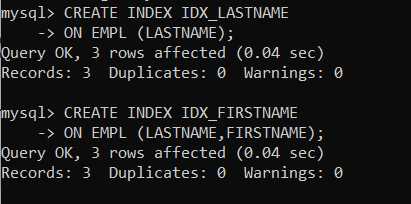 mysql> CREATE INDEX IDX_LASTNAME
    -> ON EMPL (LASTNAME);
Query OK, 3 rows affected (0.04 sec)
Records: 3  Duplicates: 0  Warnings: 0

mysql> CREATE INDEX IDX_FIRSTNAME
    -> ON EMPL (LASTNAME,FIRSTNAME);
Query OK, 3 rows affected (0.04 sec)
Records: 3  Duplicates: 0  Warnings: 0